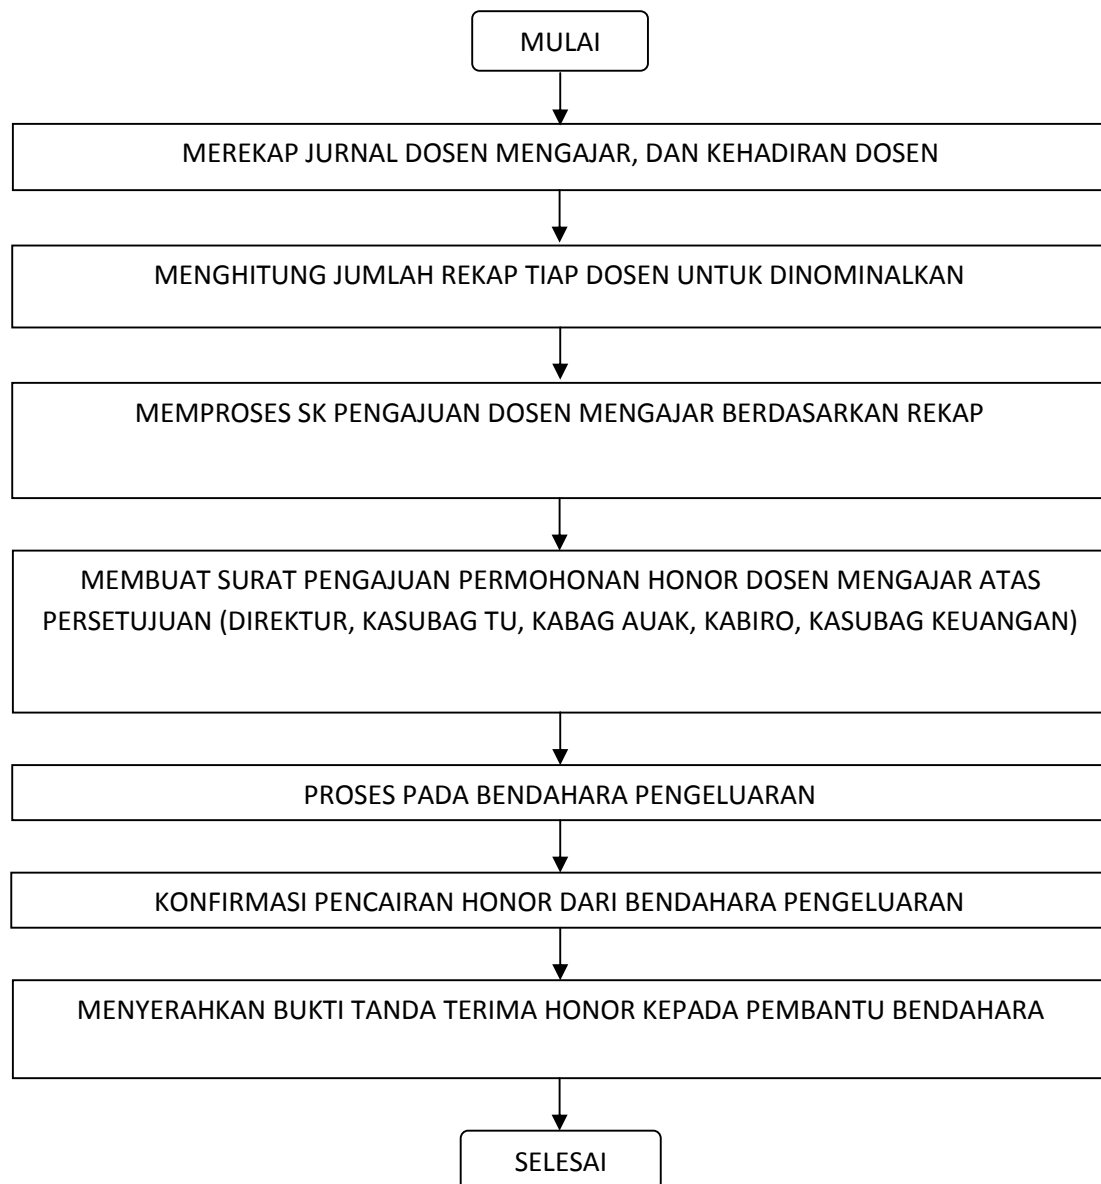 MULAI
MEREKAP JURNAL DOSEN MENGAJAR, DAN KEHADIRAN DOSEN
MENGHITUNG JUMLAH REKAP TIAP DOSEN UNTUK DINOMINALKAN
MEMPROSES SK PENGAJUAN DOSEN MENGAJAR BERDASARKAN REKAP
MEMBUAT SURAT PENGAJUAN PERMOHONAN HONOR DOSEN MENGAJAR ATAS
PERSETUJUAN (DIREKTUR, KASUBAG TU, KABAG AUAK, KABIRO, KASUBAG KEUANGAN)
PROSES PADA BENDAHARA PENGELUARAN
KONFIRMASI PENCAIRAN HONOR DARI BENDAHARA PENGELUARAN
MENYERAHKAN BUKTI TANDA TERIMA HONOR KEPADA PEMBANTU BENDAHARA
SELESAI